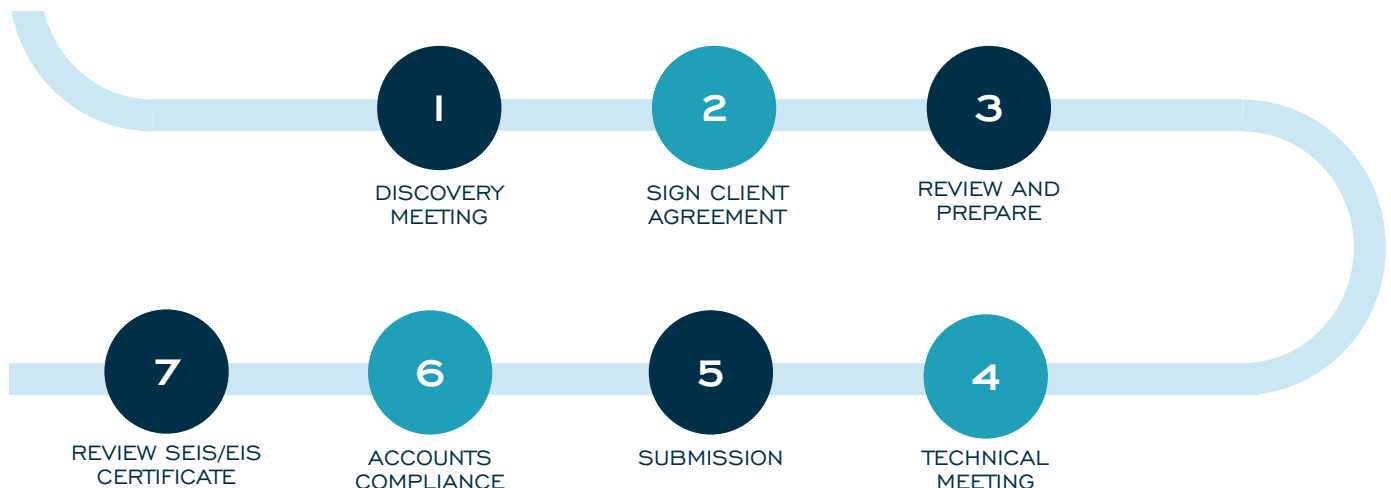 1
DISCOVERY
MEETING
2
SIGN CLIENT
AGREEMENT
3
REVIEW AND
PREPARE
4
TECHNICAL
MEETING
5
SUBMISSION
6
ACCOUNTS
COMPLIANCE
7
REVIEW SEIS/EIS
CERTIFICATE